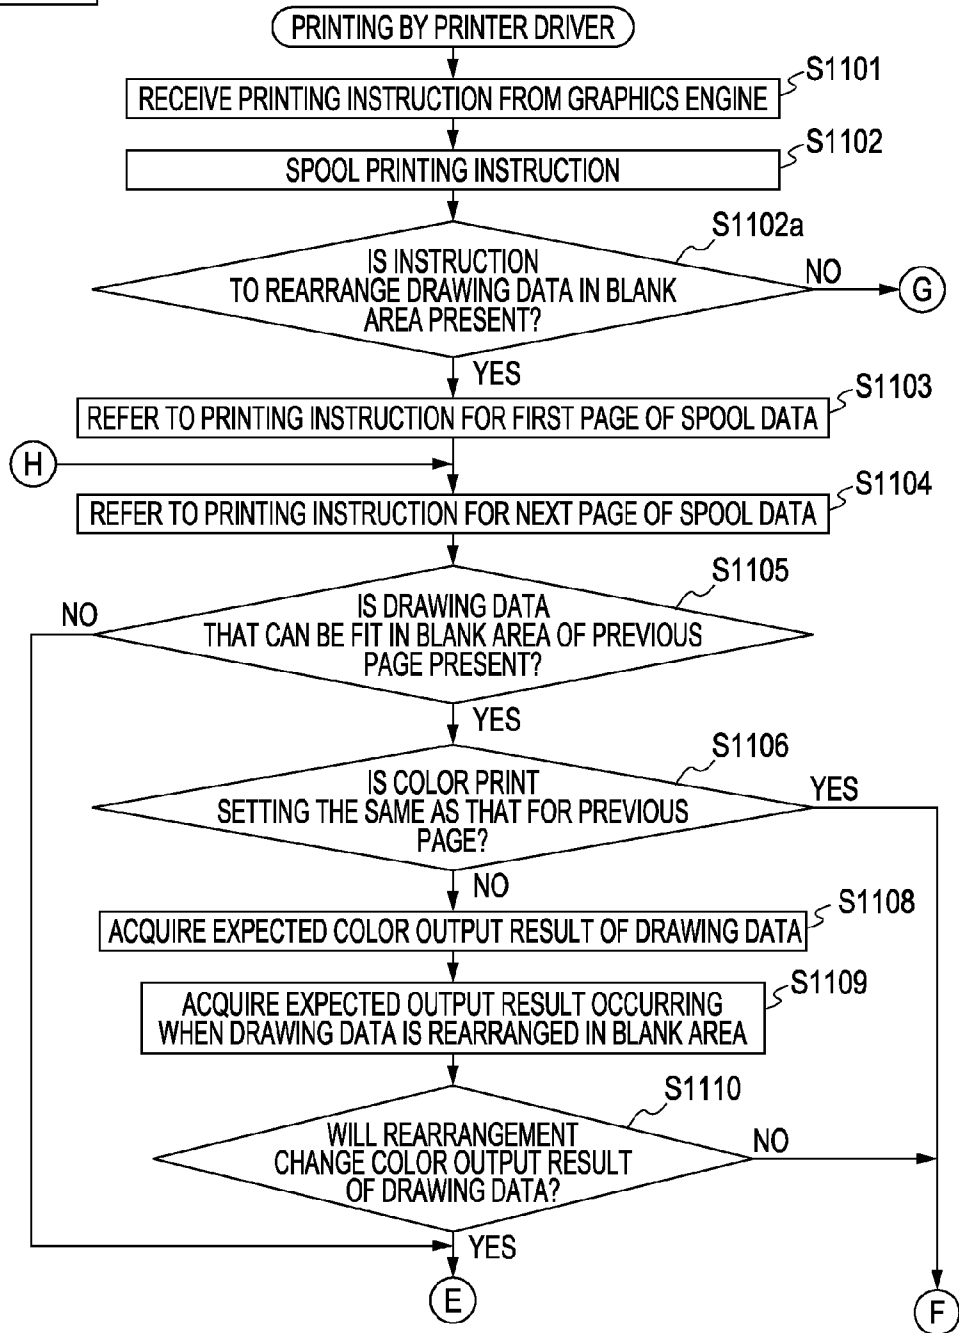 PRINTING BY PRINTER DRIVER
S1101
RECEIVE PRINTING INSTRUCTION FROM GRAPHICS ENGINE
S1102
SPOOL PRINTING INSTRUCTION
S1102a
IS INSTRUCTION
TO REARRANGE DRAWING DATA IN BLANK
AREA PRESENT?
NO
G
YES
S1103
REFER TO PRINTING INSTRUCTION FOR FIRST PAGE OF SPOOL DATA
H
S1104
REFER TO PRINTING INSTRUCTION FOR NEXT PAGE OF SPOOL DATA
S1105
NO
IS DRAWING DATA
THAT CAN BE FIT IN BLANK AREA OF PREVIOUS
PAGE PRESENT?
YES
S1106
IS COLOR PRINT
SETTING THE SAME AS THAT FOR PREVIOUS
PAGE?
YES
NO
S1108
ACQUIRE EXPECTED COLOR OUTPUT RESULT OF DRAWING DATA
S1109
ACQUIRE EXPECTED OUTPUT RESULT OCCURRING
WHEN DRAWING DATA IS REARRANGED IN BLANK AREA
S1110
WILL REARRANGEMENT
CHANGE COLOR OUTPUT RESULT
OF DRAWING DATA?
NO
YES
E
F